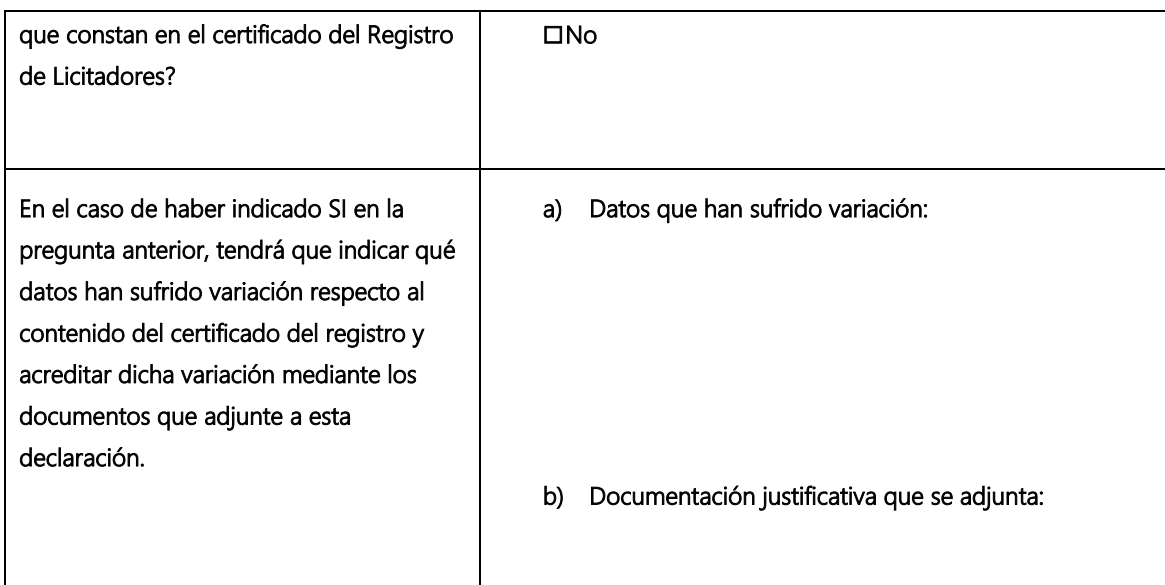 que constan en el certificado del Registro
de Licitadores?
☐No
En el caso de haber indicado SI en la
pregunta anterior, tendrá que indicar qué
datos han sufrido variación respecto al
contenido del certificado del registro y
acreditar dicha variación mediante los
documentos que adjunte a esta
declaración.
a) Datos que han sufrido variación:
b) Documentación justificativa que se adjunta: